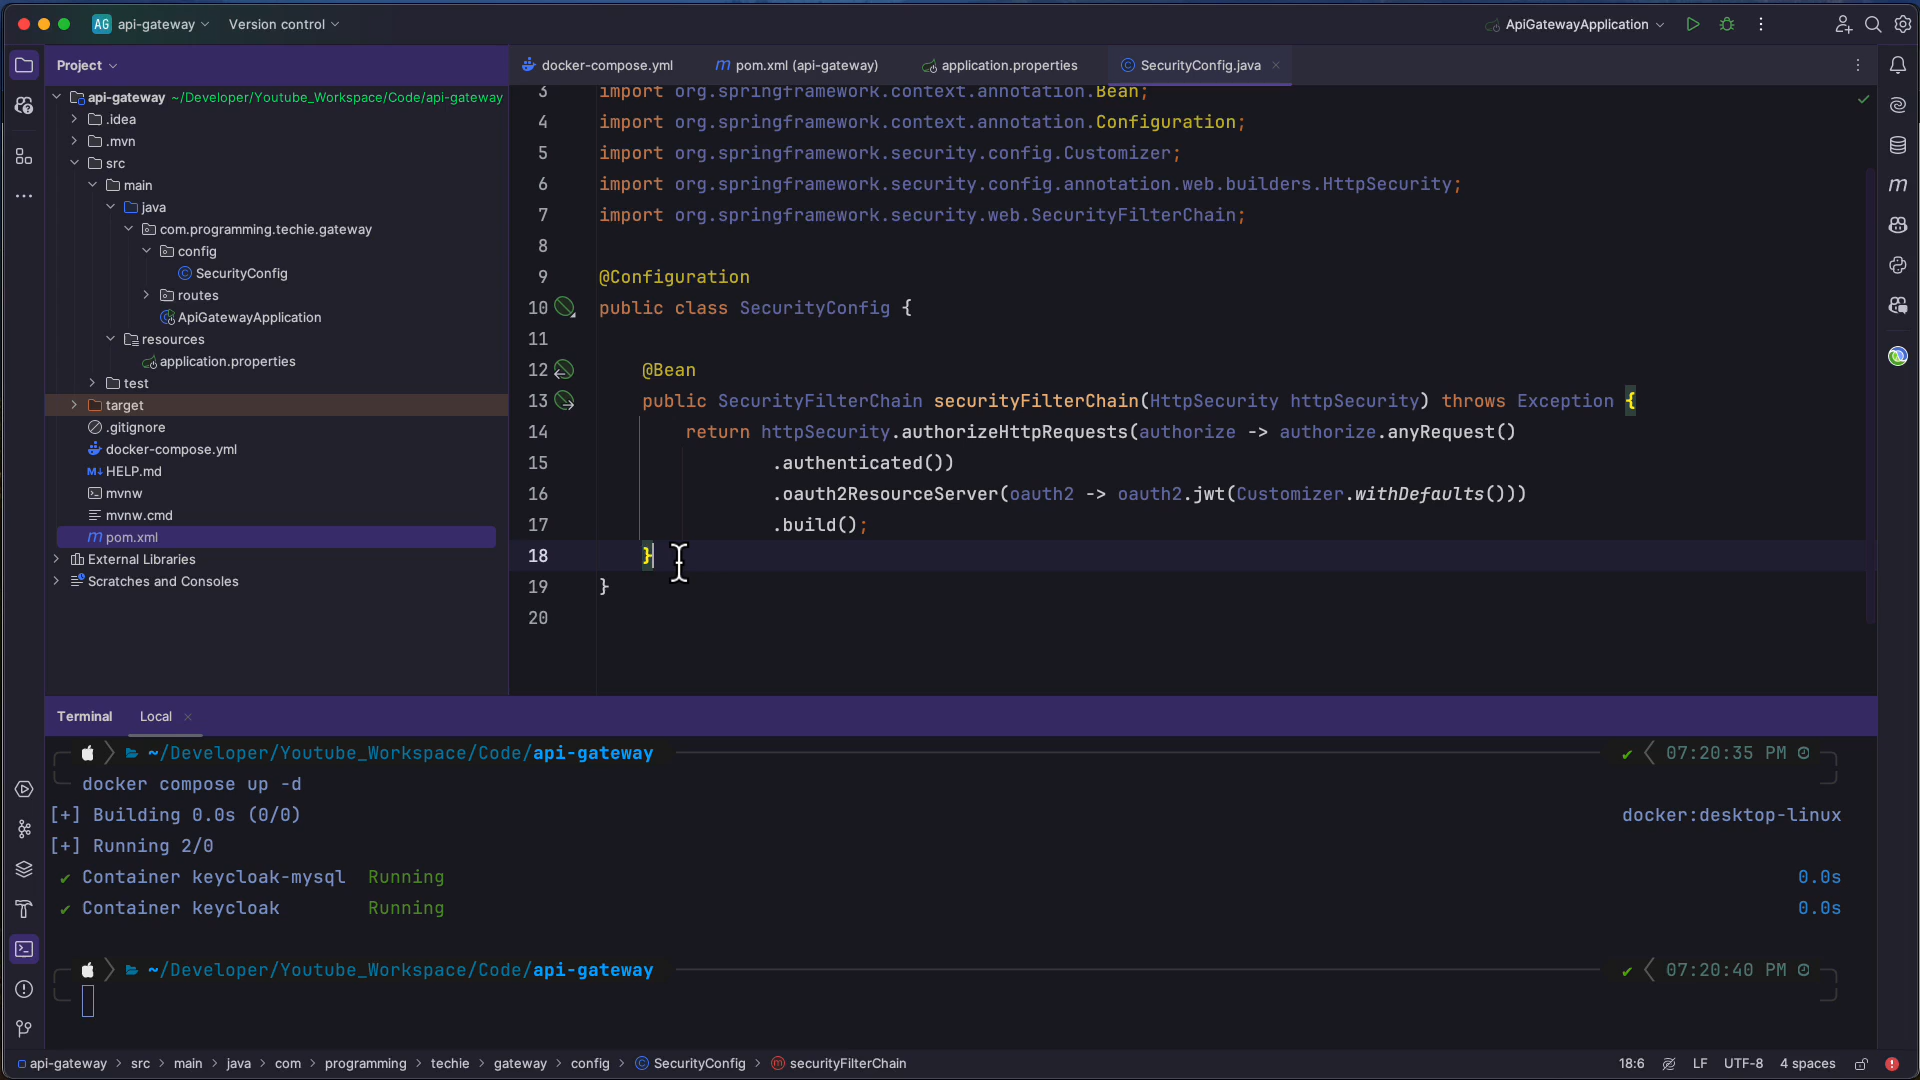 AG api-gateway Version control ApiGatewayApplication
Project
docker-compose.yml pom.xml (api-gateway) application.properties SecurityConfig.java
api-gateway ~/Developer/Youtube_Workspace/Code/api-gateway
.idea
.mvn
src
main
java
com.programming.techie.gateway
config
SecurityConfig
routes
ApiGatewayApplication
resources
application.properties
test
target
.gitignore
docker-compose.yml
M↓ HELP.md
mvnw
mvnw.cmd
m pom.xml
External Libraries
Scratches and Consoles
3 import org.springframework.context.annotation.Bean;
4 import org.springframework.context.annotation.Configuration;
5 import org.springframework.security.config.Customizer;
6 import org.springframework.security.config.annotation.web.builders.HttpSecurity;
7 import org.springframework.security.web.SecurityFilterChain;
8
9 @Configuration
10 public class SecurityConfig {
11
12 @Bean
13 public SecurityFilterChain securityFilterChain(HttpSecurity httpSecurity) throws Exception {
14 return httpSecurity.authorizeHttpRequests(authorize -> authorize.anyRequest()
15 .authenticated())
16 .oauth2ResourceServer(oauth2 -> oauth2.jwt(Customizer.withDefaults()))
17 .build();
18 }
19 }
20
Terminal Local
~/Developer/Youtube_Workspace/Code/api-gateway ✔ 07:20:35 PM
docker compose up -d
[+] Building 0.0s (0/0) docker:desktop-linux
[+] Running 2/0
✔ Container keycloak-mysql Running 0.0s
✔ Container keycloak Running 0.0s
~/Developer/Youtube_Workspace/Code/api-gateway ✔ 07:20:40 PM
api-gateway > src > main > java > com > programming > techie > gateway > config > SecurityConfig > securityFilterChain 18:6 LF UTF-8 4 spaces